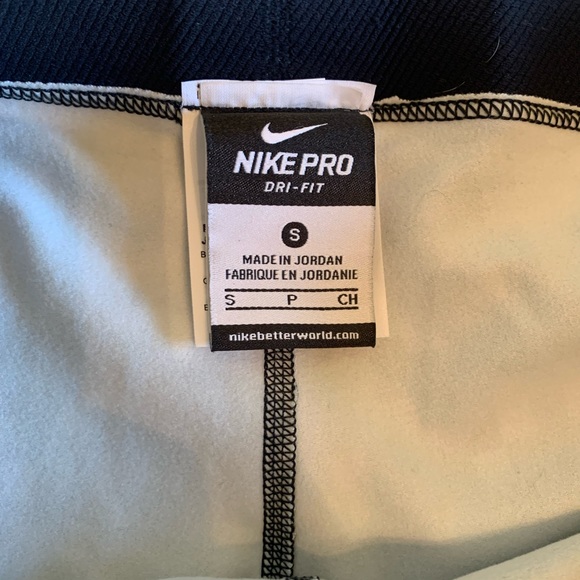 NIKE PRO
DRI-FIT
S
MADE IN JORDAN
FABRIQUE EN JORDANIE
S P CH
nikebetterworld.com